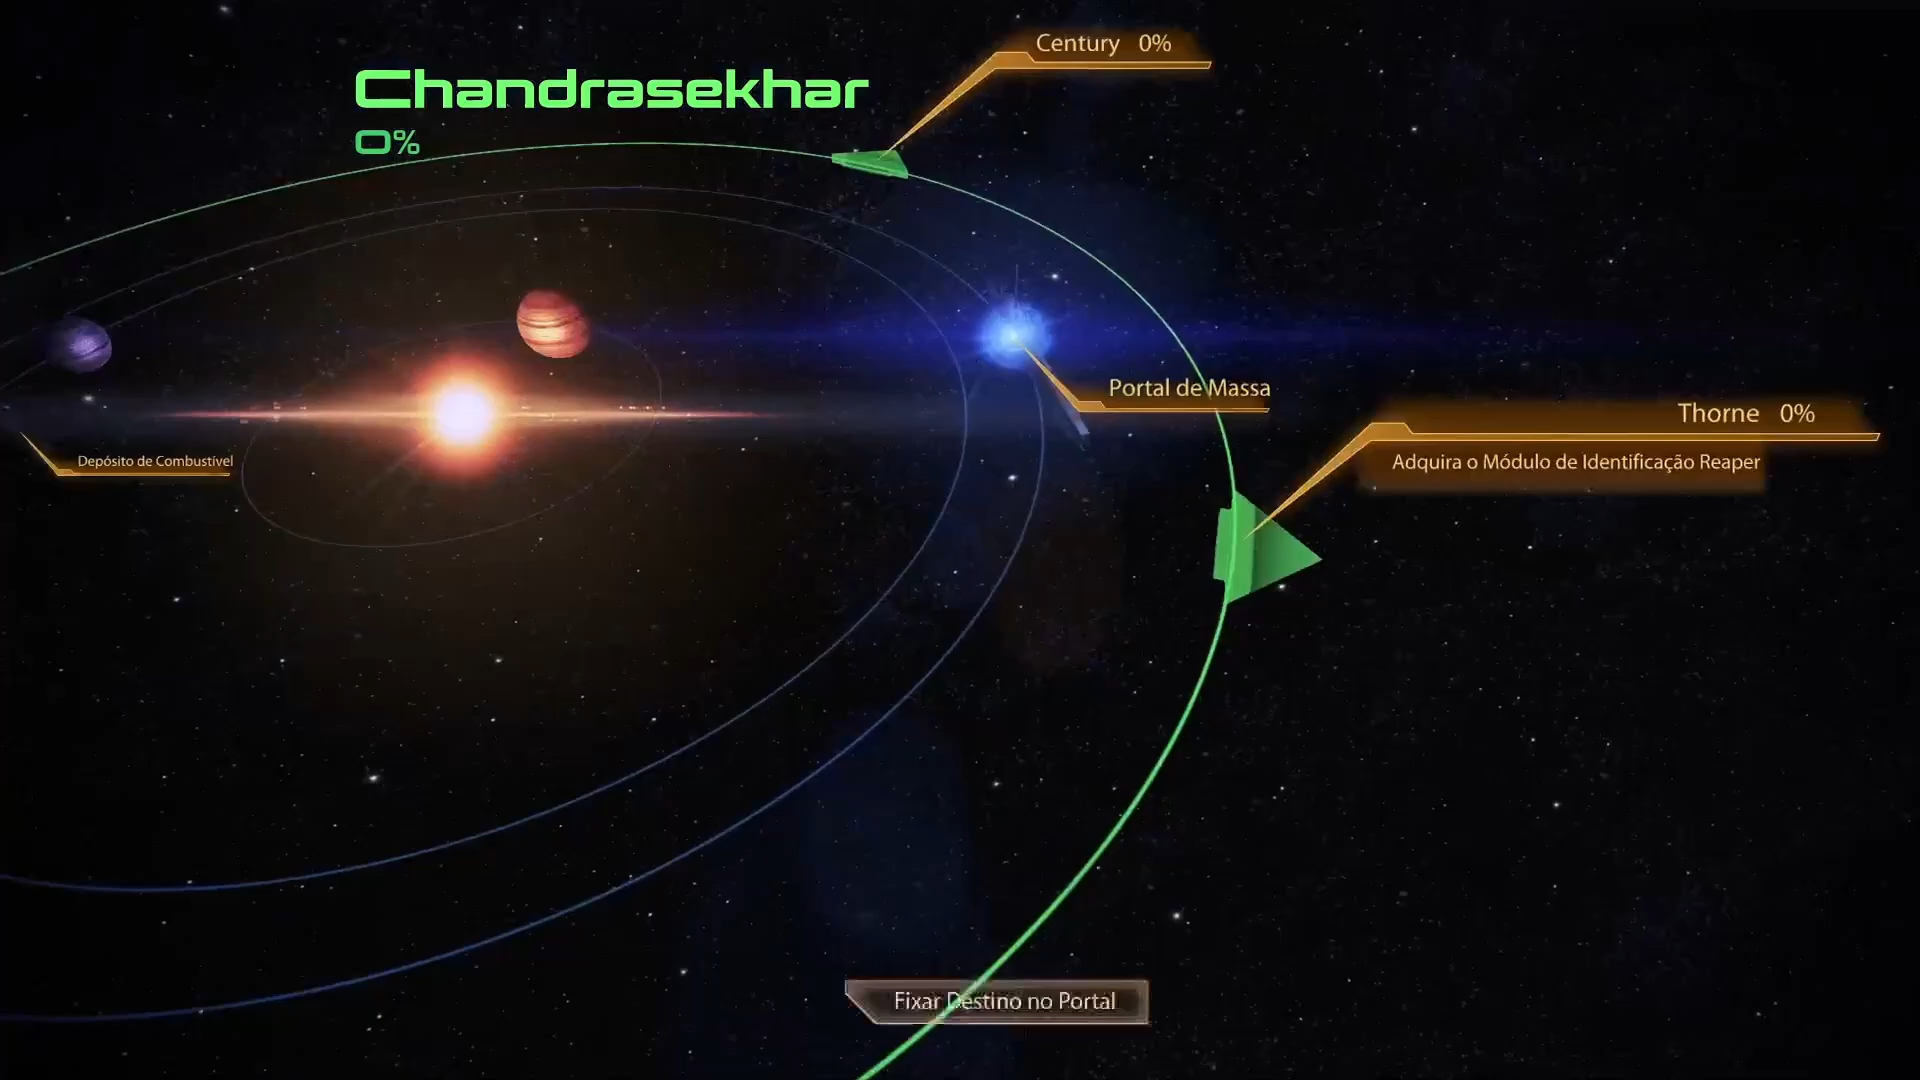 Century 0%
Chandrasekhar
0%
Portal de Massa
Thorne 0%
Adquira o Módulo de Identificação Reaper
Depósito de Combustível
Fixar Destino no Portal